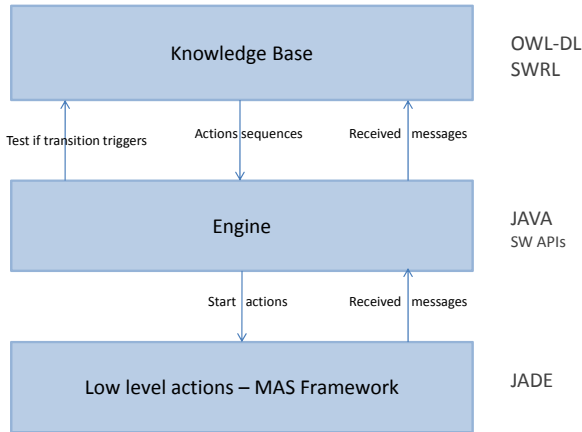 Knowledge Base
OWL-DL
SWRL
Test if transition triggers
Actions sequences
Received messages
Engine
JAVA
SW APIs
Start actions
Received messages
Low level actions – MAS Framework
JADE